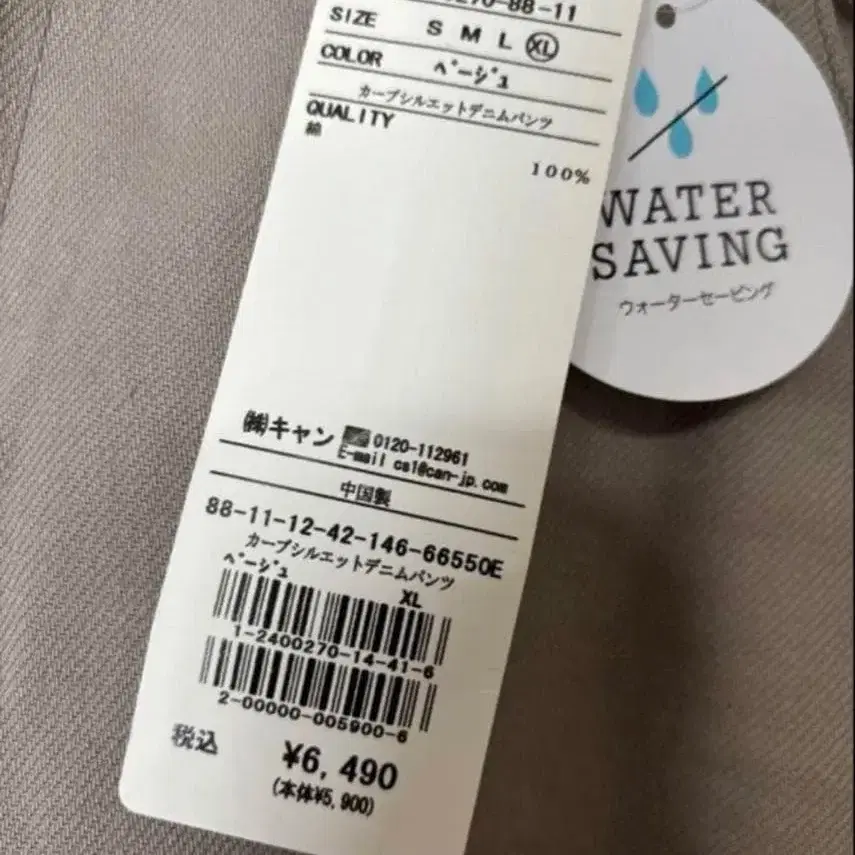 270-88-11
SIZE S M L XL
COLOR ベージュ
カーブシルエットデニムパンツ
QUALITY
綿
100%
㈱キャン 0120-112961
E-mail cs1@can-jp.com
中国製
88-11-12-42-146-66550E
カーブシルエットデニムパンツ
ベージュ
XL
1-2400270-14-41-6
2-00000-005900-6
税込 ¥6,490
(本体¥5,900)
WATER
SAVING
ウォーターセービング